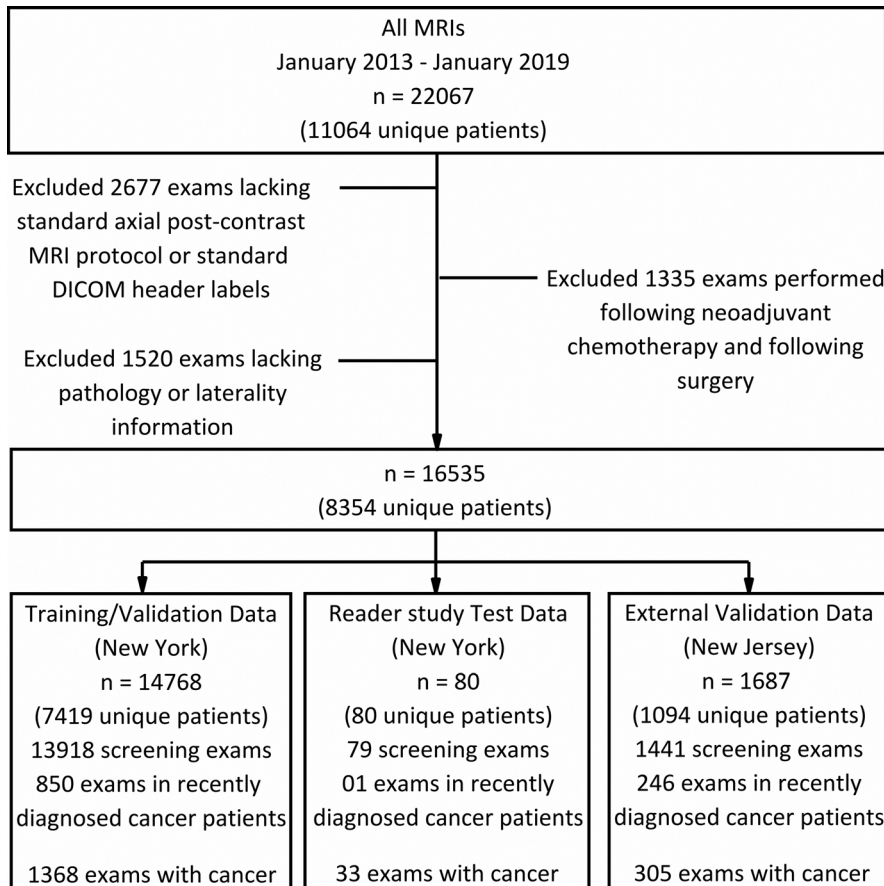 All MRIs
January 2013 - January 2019
n = 22067
(11064 unique patients)
Excluded 2677 exams lacking
standard axial post-contrast
MRI protocol or standard
DICOM header labels
Excluded 1335 exams performed
following neoadjuvant
chemotherapy and following
surgery
Excluded 1520 exams lacking
pathology or laterality
information
n = 16535
(8354 unique patients)
Training/Validation Data
(New York)
n = 14768
(7419 unique patients)
13918 screening exams
850 exams in recently
diagnosed cancer patients
1368 exams with cancer
Reader study Test Data
(New York)
n = 80
(80 unique patients)
79 screening exams
01 exams in recently
diagnosed cancer patients
33 exams with cancer
External Validation Data
(New Jersey)
n = 1687
(1094 unique patients)
1441 screening exams
246 exams in recently
diagnosed cancer patients
305 exams with cancer